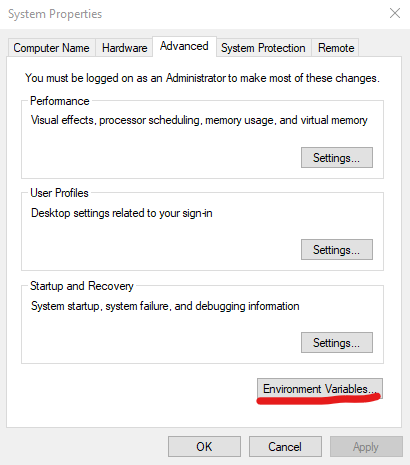 System Properties
Computer Name Hardware Advanced System Protection Remote
You must be logged on as an Administrator to make most of these changes.
Performance
Visual effects, processor scheduling, memory usage, and virtual memory
Settings...
User Profiles
Desktop settings related to your sign-in
Settings...
Startup and Recovery
System startup, system failure, and debugging information
Settings...
Environment Variables...
OK Cancel Apply